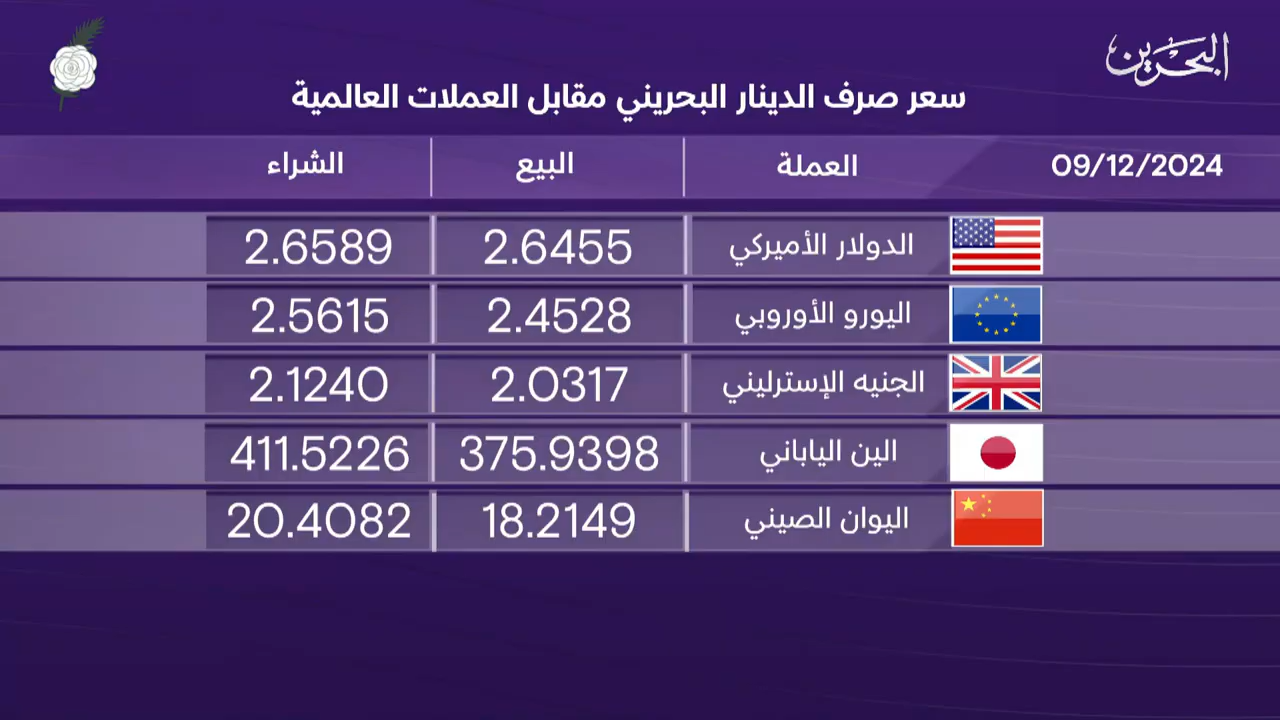 البحرين
سعر صرف الدينار البحريني مقابل العملات العالمية
09/12/2024 العملة البيع الشراء
الدولار الأميركي 2.6455 2.6589
اليورو الأوروبي 2.4528 2.5615
الجنيه الإسترليني 2.0317 2.1240
الين الياباني 375.9398 411.5226
اليوان الصيني 18.2149 20.4082